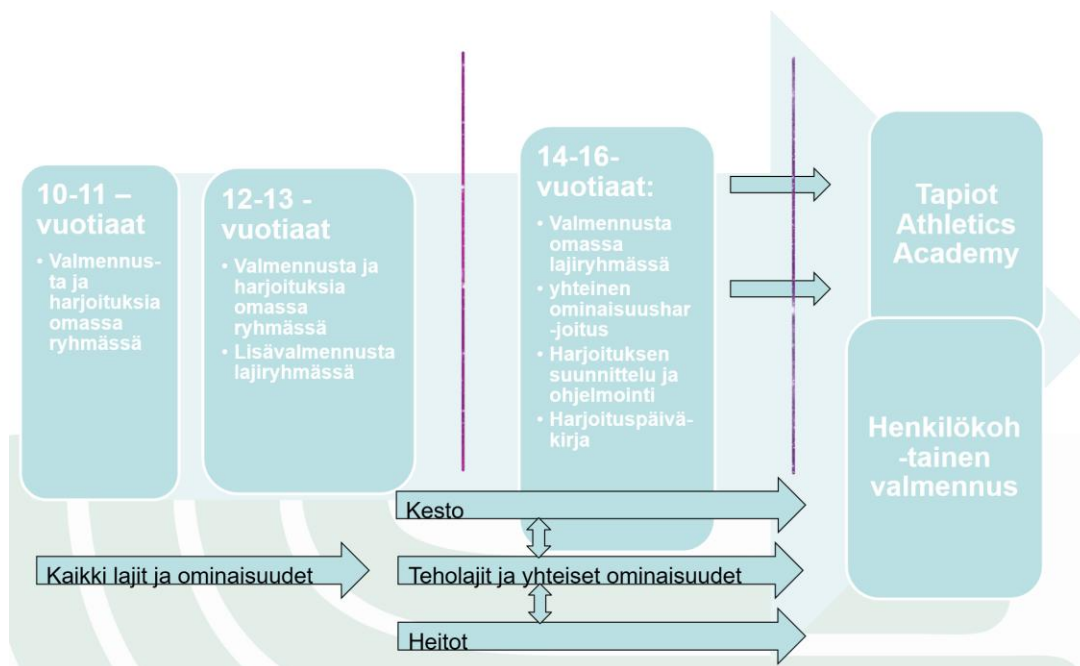 10-11 –
vuotiaat
• Valmennus-
ta ja
harjoituksia
omassa
ryhmässä
12-13 -
vuotiaat
• Valmennusta ja
harjoituksia
omassa
ryhmässä
• Lisävalmennusta
lajiryhmässä
14-16-
vuotiaat:
• Valmennusta
omassa
lajiryhmässä
• yhteinen
ominaisuushar
-joitus
• Harjoituksen
suunnittelu ja
ohjelmointi
• Harjoituspäivä-
kirja
Tapiot
Athletics
Academy
Henkilökoh
-tainen
valmennus
Kesto
Kaikki lajit ja ominaisuudet
Teholajit ja yhteiset ominaisuudet
Heitot